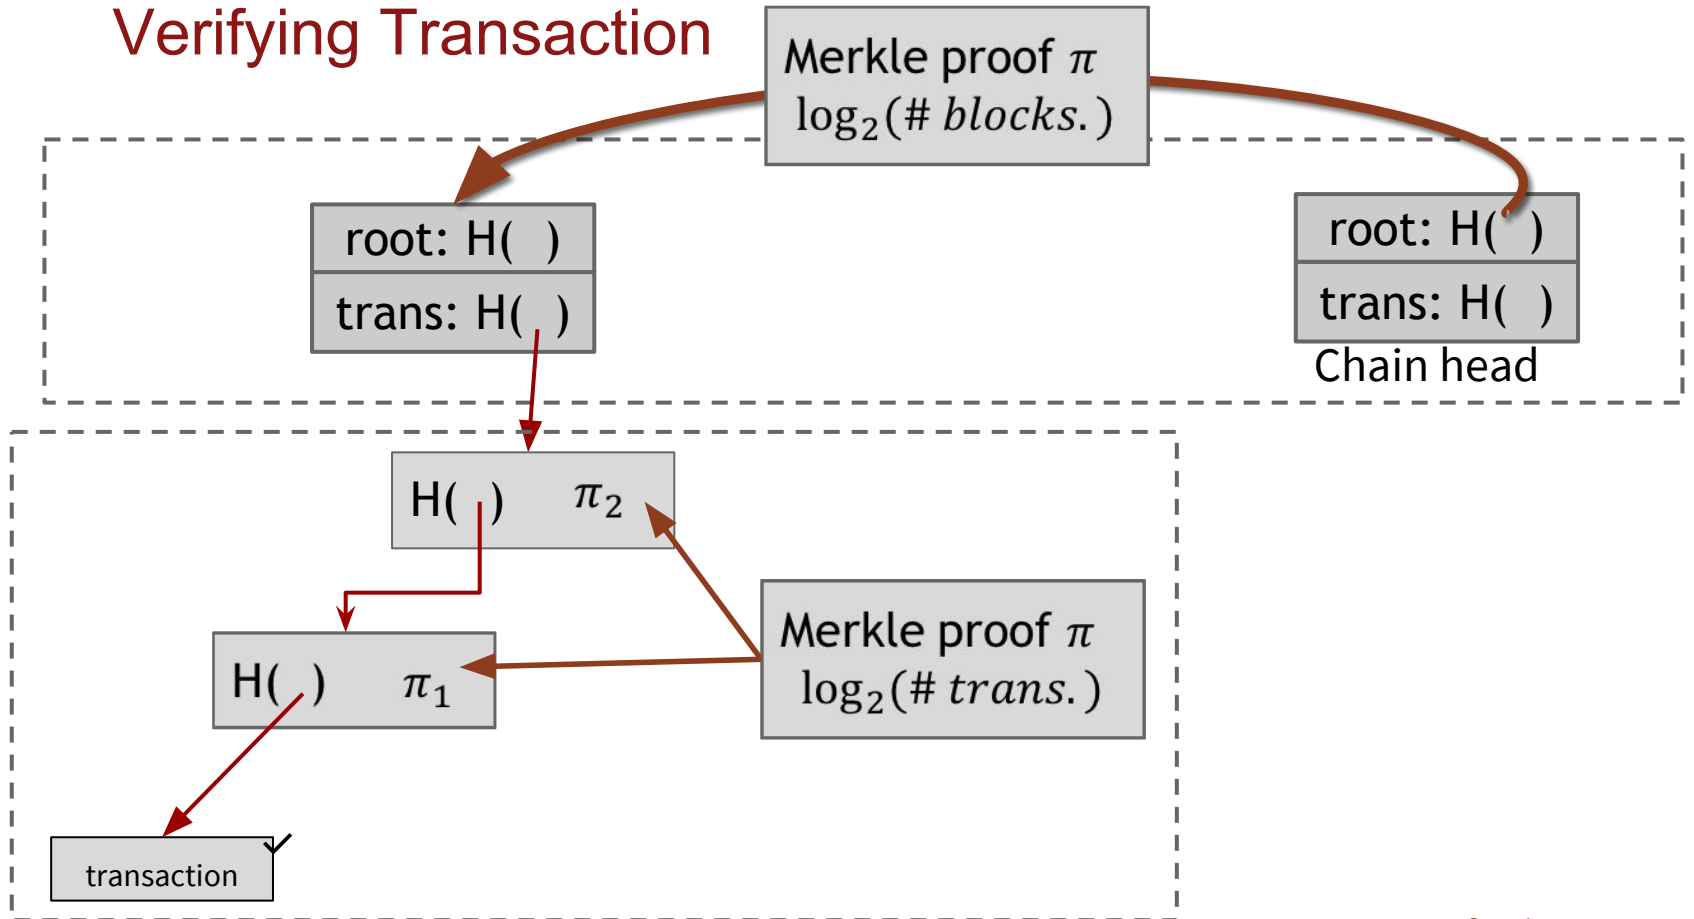 Verifying Transaction
Merkle proof π
log₂(# blocks.)
root: H( )
trans: H( )
root: H( )
trans: H( )
Chain head
H( ) π₂
Merkle proof π
log₂(# trans.)
H( ) π₁
transaction